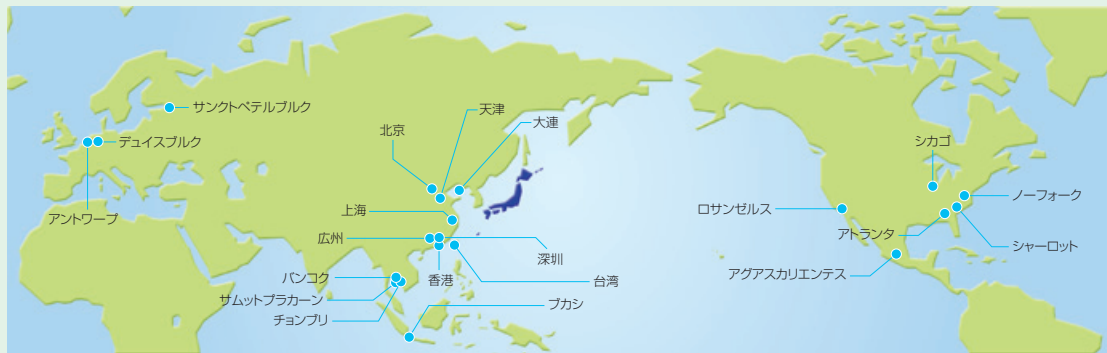 サンクトペテルブルク
デュイスブルク
アントワープ
北京
天津
大連
上海
広州
深圳
香港
台湾
バンコク
サムットプラカーン
チョンブリ
ブカシ
シカゴ
ロサンゼルス
ノーフォーク
アトランタ
シャーロット
アグアスカリエンテス